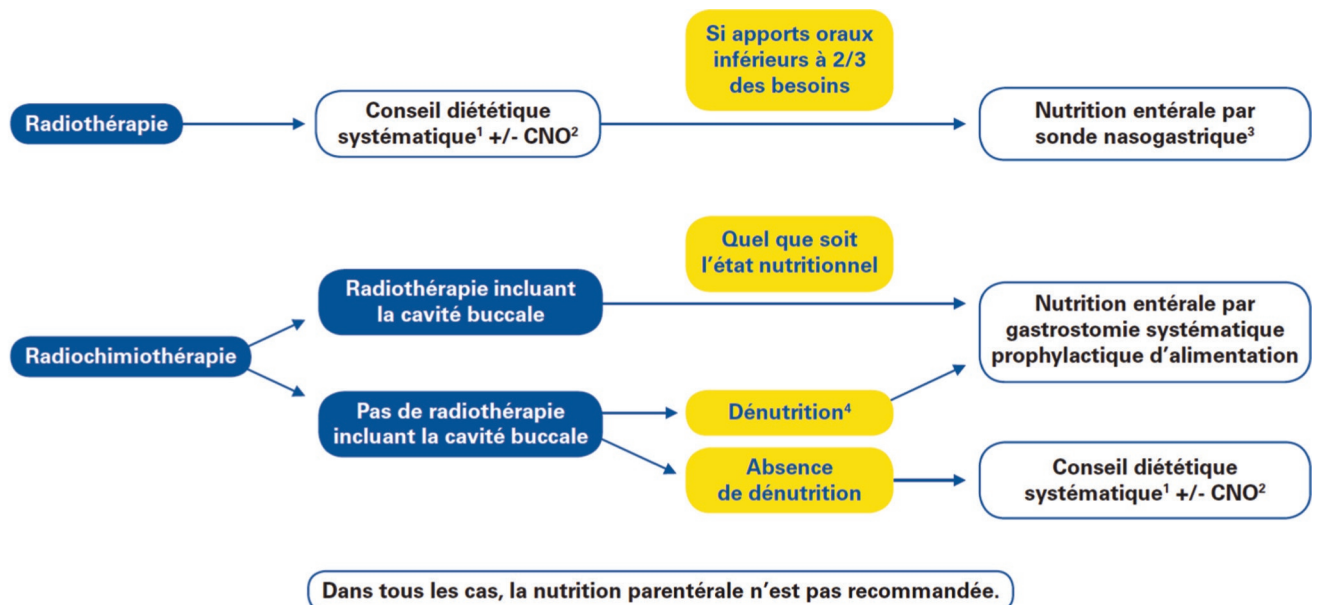 Si apports oraux
inférieurs à 2/3
des besoins
Radiothérapie
Conseil diététique
systématique¹ +/- CNO²
Nutrition entérale par
sonde nasogastrique³
Quel que soit
l’état nutritionnel
Radiothérapie incluant
la cavité buccale
Nutrition entérale par
gastrostomie systématique
prophylactique d’alimentation
Radiochimiothérapie
Pas de radiothérapie
incluant la cavité buccale
Dénutrition⁴
Absence
de dénutrition
Conseil diététique
systématique¹ +/- CNO²
Dans tous les cas, la nutrition parentérale n’est pas recommandée.